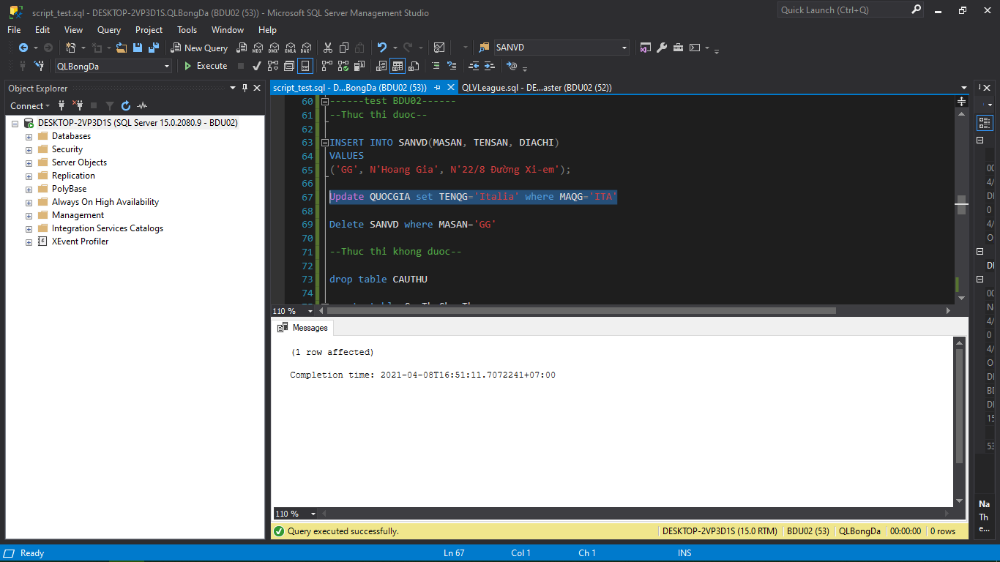 script_test.sql - DESKTOP-2VP3D1S.QLBongDa (BDU02 (53)) - Microsoft SQL Server Management Studio
Quick Launch (Ctrl+Q)
File Edit View Query Project Tools Window Help
New Query MDX DMX XMLA DAX SANVD
QLBongDa Execute
Object Explorer
Connect
DESKTOP-2VP3D1S (SQL Server 15.0.2080.9 - BDU02)
Databases
Security
Server Objects
Replication
PolyBase
Always On High Availability
Management
Integration Services Catalogs
XEvent Profiler
script_test.sql - D...BongDa (BDU02 (53)) QLVLeague.sql - DE...aster (BDU02 (52))
60 ------test BDU02------
61 --Thuc thi duoc--
62
63 INSERT INTO SANVD(MASAN, TENSAN, DIACHI)
64 VALUES
65 ('GG', N'Hoang Gia', N'22/8 Đường Xi-em');
66
67 Update QUOCGIA set TENQG='Italia' where MAQG='ITA'
68
69 Delete SANVD where MASAN='GG'
70
71 --Thuc thi khong duoc--
72
73 drop table CAUTHU
74
110 %
Messages
(1 row affected)
Completion time: 2021-04-08T16:51:11.7072241+07:00
110 %
Query executed successfully. DESKTOP-2VP3D1S (15.0 RTM) BDU02 (53) QLBongDa 00:00:00 0 rows
Na
Th
e...
Ready Ln 67 Col 1 Ch 1 INS